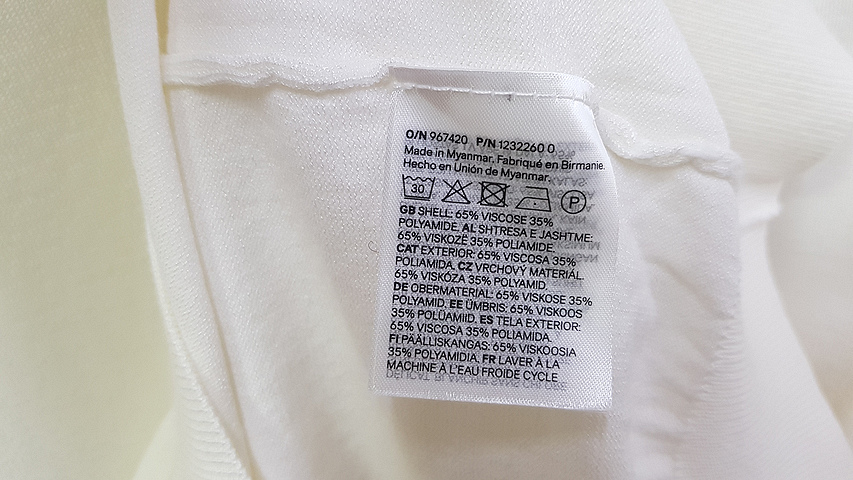 O/N 967420 P/N 1232260 0
Made in Myanmar. Fabriqué en Birmanie.
Hecho en Unión de Myanmar.
30 P
GB SHELL: 65% VISCOSE 35%
POLYAMIDE. AL SHTRESA E JASHTME:
65% VISKOZË 35% POLIAMIDE.
CAT EXTERIOR: 65% VISCOSA 35%
POLIAMIDA. CZ VRCHOVÝ MATERIÁL
65% VISKÓZA 35% POLYAMID.
DE OBERMATERIAL: 65% VISKOSE 35%
POLYAMID. EE ÜMBRIS: 65% VISKOOS
35% POLÜAMIID. ES TELA EXTERIOR:
65% VISCOSA 35% POLIAMIDA.
FI PÄÄLLISKANGAS: 65% VISKOOSIA
35% POLYAMIDIA. FR LAVER À LA
MACHINE À L'EAU FROIDE CYCLE